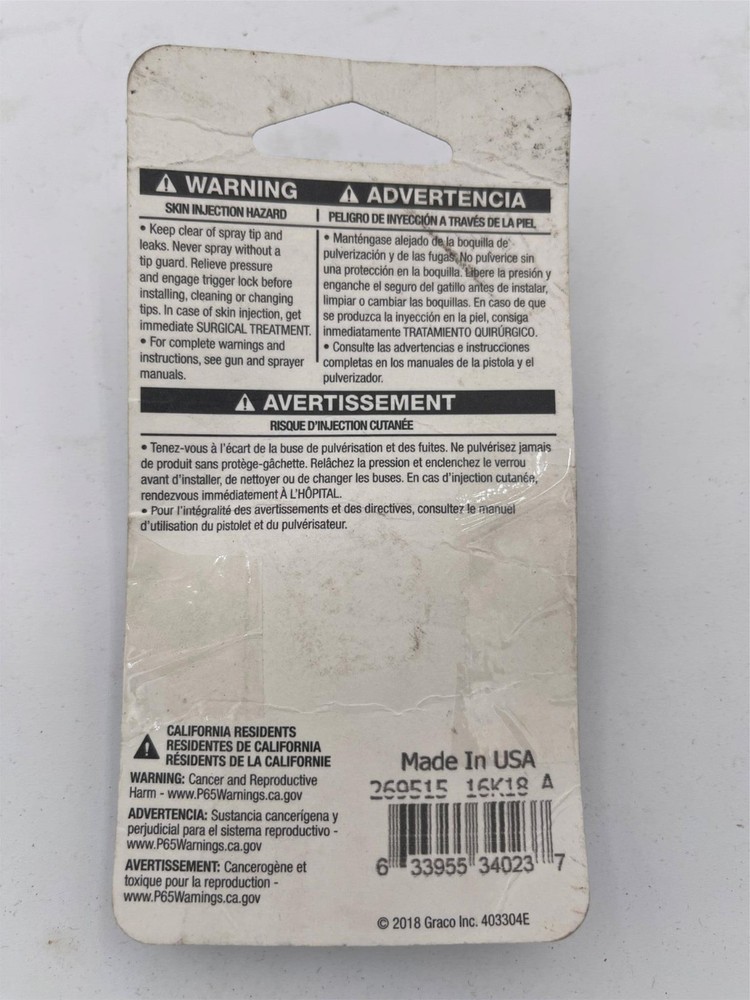 WARNING
SKIN INJECTION HAZARD
• Keep clear of spray tip and
leaks. Never spray without a
tip guard. Relieve pressure
and engage trigger lock before
installing, cleaning or changing
tips. In case of skin injection, get
immediate SURGICAL TREATMENT.
• For complete warnings and
instructions, see gun and sprayer
manuals.
ADVERTENCIA
PELIGRO DE INYECCIÓN A TRAVÉS DE LA PIEL
• Manténgase alejado de la boquilla de
pulverización y de las fugas. No pulverice sin
una protección en la boquilla. Libere la presión y
enganche el seguro del gatillo antes de instalar,
limpiar o cambiar las boquillas. En caso de que
se produzca la inyección en la piel, consiga
inmediatamente TRATAMIENTO QUIRÚRGICO.
• Consulte las advertencias e instrucciones
completas en los manuales de la pistola y el
pulverizador.
AVERTISSEMENT
RISQUE D'INJECTION CUTANÉE
• Tenez-vous à l'écart de la buse de pulvérisation et des fuites. Ne pulvérisez jamais
de produit sans protège-gâchette. Relâchez la pression et enclenchez le verrou
avant d'installer, de nettoyer ou de changer les buses. En cas d'injection cutanée,
rendezvous immédiatement À L'HÔPITAL.
• Pour l'intégralité des avertissements et des directives, consultez le manuel
d'utilisation du pistolet et du pulvérisateur.
CALIFORNIA RESIDENTS
RESIDENTES DE CALIFORNIA
RÉSIDENTS DE LA CALIFORNIE
WARNING: Cancer and Reproductive
Harm - www.P65Warnings.ca.gov
ADVERTENCIA: Sustancia cancerígena y
perjudicial para el sistema reproductivo -
www.P65Warnings.ca.gov
AVERTISSEMENT: Cancerogène et
toxique pour la reproduction -
www.P65Warnings.ca.gov
Made In USA
269515 16K18 A
6 33955 34023 7
© 2018 Graco Inc. 403304E